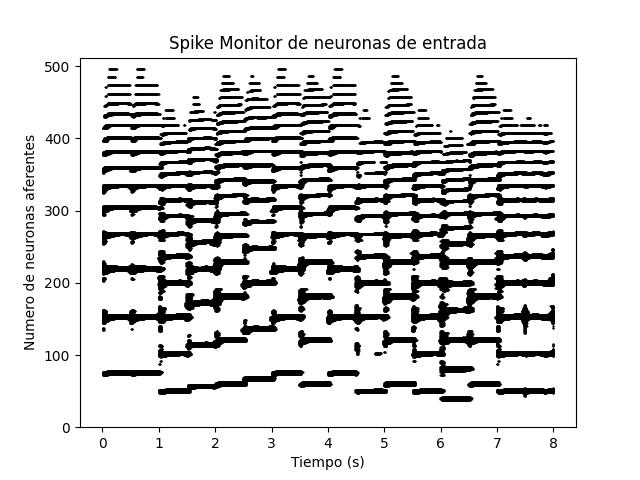 Spike Monitor de neuronas de entrada
Numero de neuronas aferentes
500
400
300
200
100
0
0 1 2 3 4 5 6 7 8
Tiempo (s)